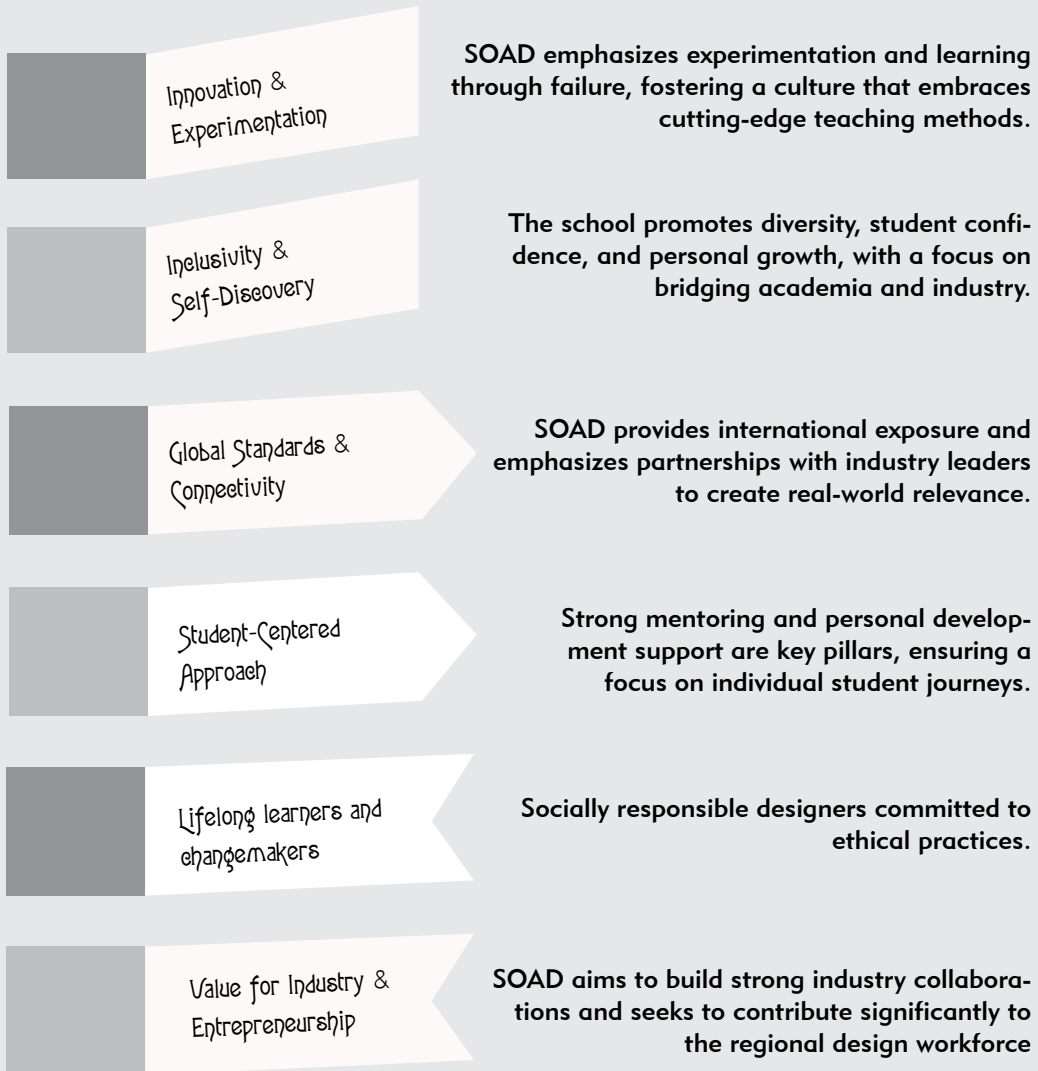 Innovation &
Experimentation
SOAD emphasizes experimentation and learning
through failure, fostering a culture that embraces
cutting-edge teaching methods.
Inclusivity &
Self-Discovery
The school promotes diversity, student confi-
dence, and personal growth, with a focus on
bridging academia and industry.
Global Standards &
Connectivity
SOAD provides international exposure and
emphasizes partnerships with industry leaders
to create real-world relevance.
Student-Centered
Approach
Strong mentoring and personal develop-
ment support are key pillars, ensuring a
focus on individual student journeys.
Lifelong learners and
changemakers
Socially responsible designers committed to
ethical practices.
Value for Industry &
Entrepreneurship
SOAD aims to build strong industry collabora-
tions and seeks to contribute significantly to
the regional design workforce